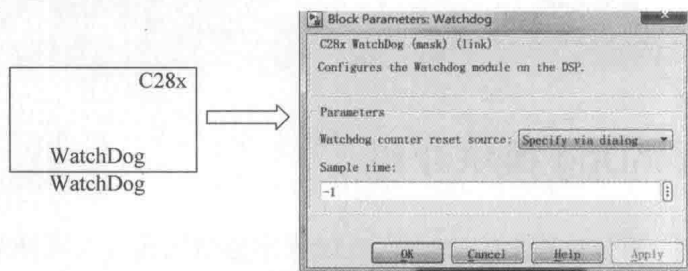 C28x
WatchDog
WatchDog
Block Parameters: Watchdog
C28x WatchDog (mask) (link)
Configures the Watchdog module on the DSP.
Parameters
Watchdog counter reset source: Specify via dialog
Sample time:
-1
OK Cancel Help Apply